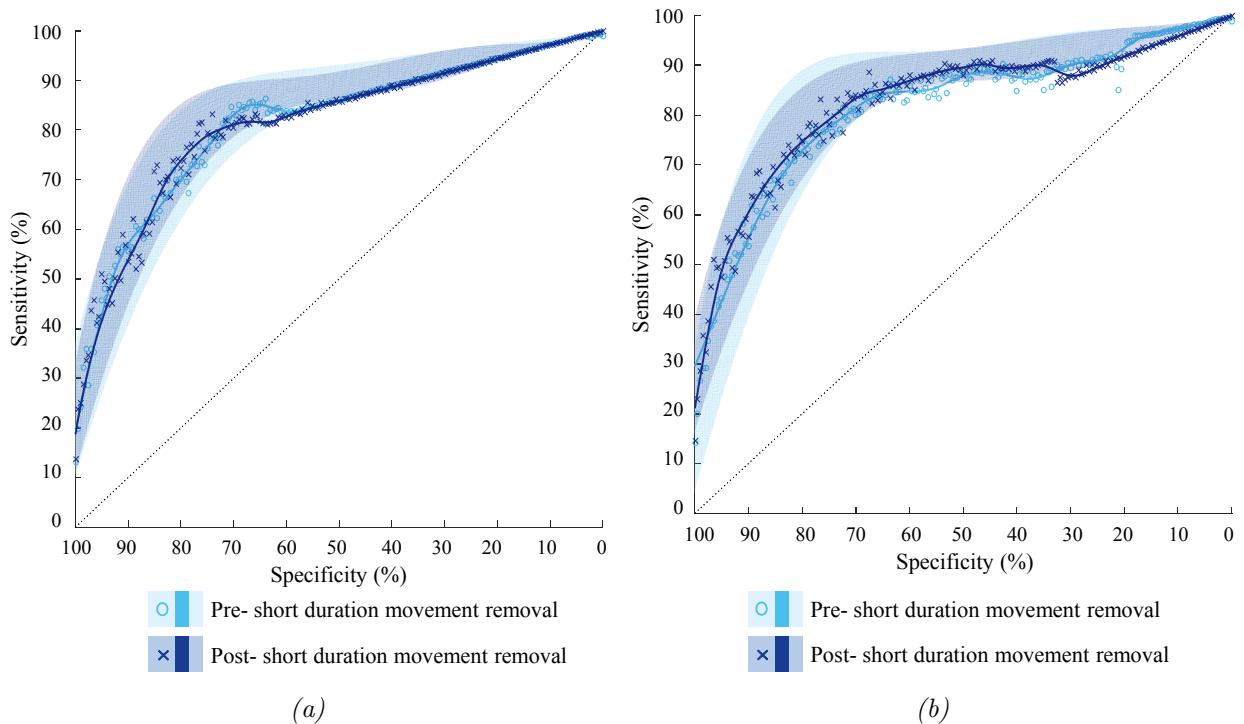 100
90
80
70
60
50
40
30
20
10
0
Sensitivity (%)
100 90 80 70 60 50 40 30 20 10 0
Specificity (%)
Pre- short duration movement removal
Post- short duration movement removal
(a)
100
90
80
70
60
50
40
30
20
10
0
Sensitivity (%)
100 90 80 70 60 50 40 30 20 10 0
Specificity (%)
Pre- short duration movement removal
Post- short duration movement removal
(b)